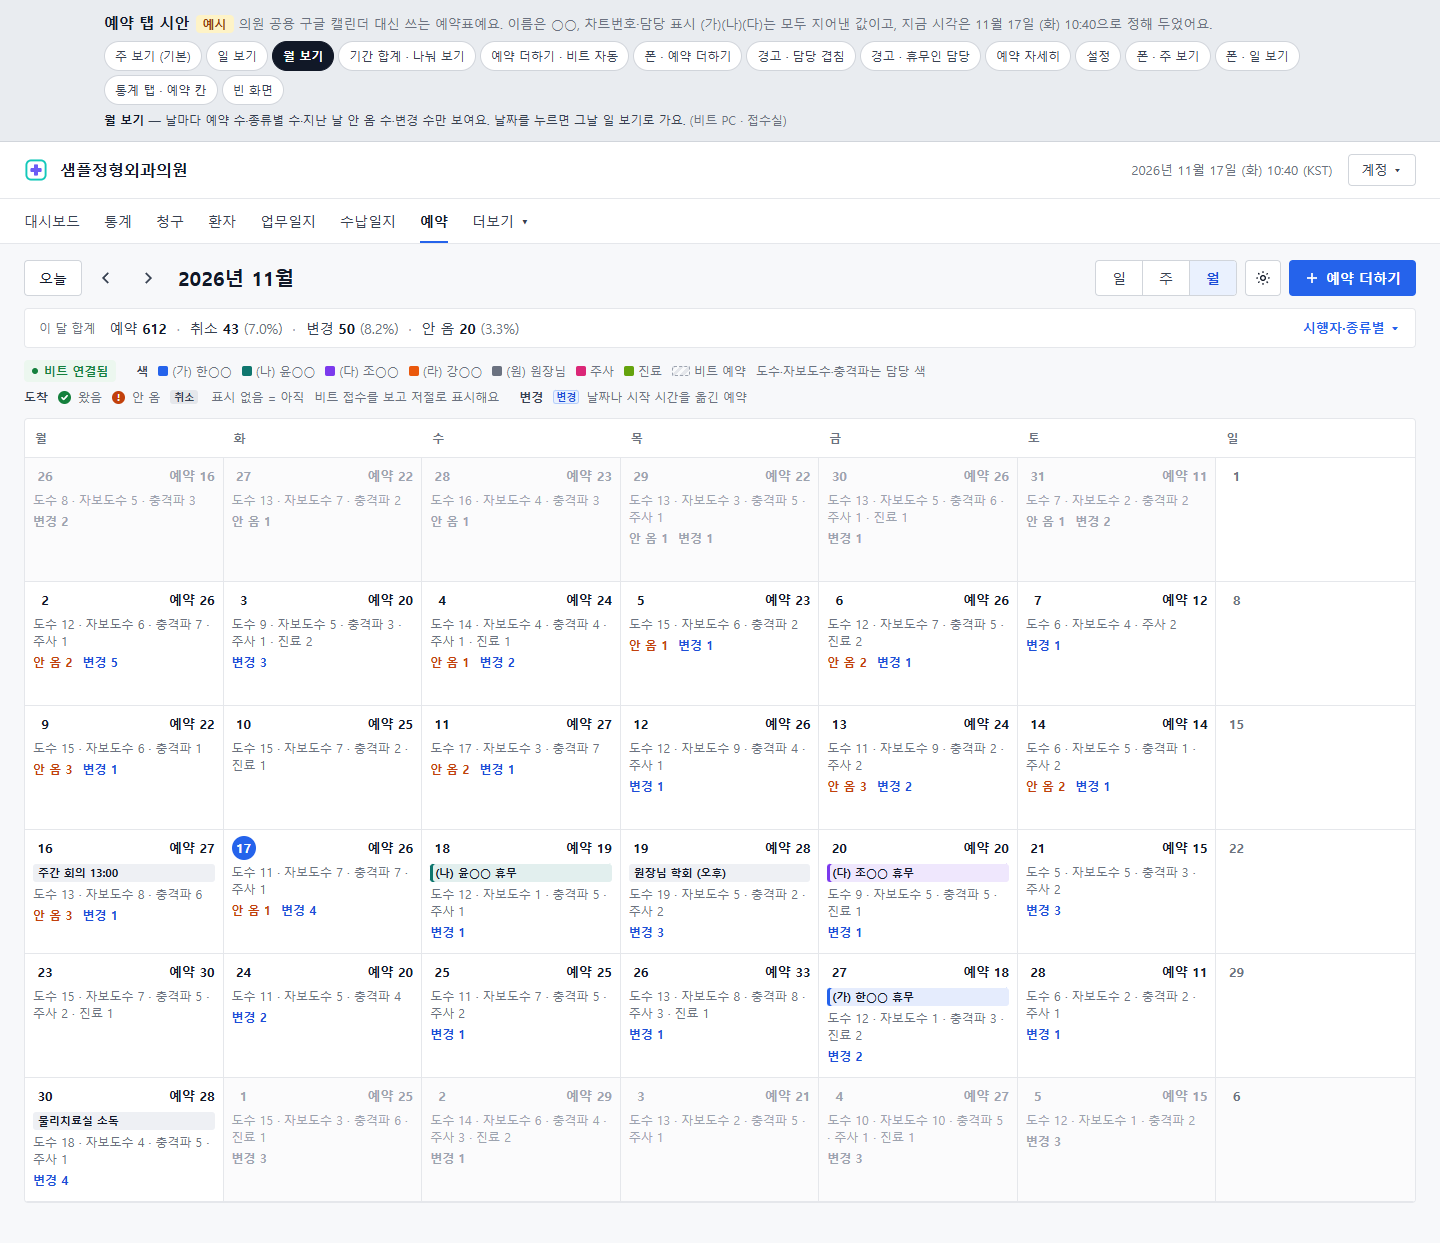 예약 탭 시안 예시 의원 공용 구글 캘린더 대신 쓰는 예약표예요. 이름은 ○○, 차트번호·담당 표시 (가)(나)(다)는 모두 지어낸 값이고, 지금 시각은 11월 17일 (화) 10:40으로 정해 두었어요.
주 보기 (기본) 일 보기 월 보기 기간 합계 · 나눠 보기 예약 더하기 · 비트 자동 폰 · 예약 더하기 경고 · 담당 겹침 경고 · 휴무인 담당 예약 자세히 설정 폰 · 주 보기 폰 · 일 보기
통계 탭 · 예약 칸 빈 화면
월 보기 — 날마다 예약 수·종류별 수·지난 날 안 옴 수·변경 수만 보여요. 날짜를 누르면 그날 일 보기로 가요. (비트 PC · 접수실)
샘플정형외과의원 2026년 11월 17일 (화) 10:40 (KST) 계정 ▾
대시보드 통계 청구 환자 업무일지 수납일지 예약 더보기 ▾
오늘 2026년 11월 일 주 월 + 예약 더하기
이 달 합계 예약 612 · 취소 43 (7.0%) · 변경 50 (8.2%) · 안 옴 20 (3.3%) 시행자·종류별 ▾
비트 연결됨 색 (가) 한○○ (나) 윤○○ (다) 조○○ (라) 강○○ (원) 원장님 주사 진료 비트 예약 도수·자보도수·충격파는 담당 색
도착 왔음 안 옴 취소 표시 없음 = 아직 비트 접수를 보고 저절로 표시해요 변경 변경 날짜나 시작 시간을 옮긴 예약
월 화 수 목 금 토 일
26 예약 16 27 예약 22 28 예약 23 29 예약 22 30 예약 26 31 예약 11 1
도수 8 · 자보도수 5 · 충격파 3 도수 13 · 자보도수 7 · 충격파 2 도수 16 · 자보도수 4 · 충격파 3 도수 13 · 자보도수 3 · 충격파 5 · 도수 13 · 자보도수 5 · 충격파 6 · 도수 7 · 자보도수 2 · 충격파 2
변경 2 안 옴 1 안 옴 1 주사 1 주사 1 · 진료 1 안 옴 1 변경 2
안 옴 1 변경 1 변경 1
2 예약 26 3 예약 20 4 예약 24 5 예약 23 6 예약 26 7 예약 12 8
도수 12 · 자보도수 6 · 충격파 7 · 도수 9 · 자보도수 5 · 충격파 3 · 도수 14 · 자보도수 4 · 충격파 4 · 도수 15 · 자보도수 6 · 충격파 2 도수 12 · 자보도수 7 · 충격파 5 · 도수 6 · 자보도수 4 · 주사 2
주사 1 주사 1 · 진료 2 주사 1 · 진료 1 안 옴 1 변경 1 진료 2 변경 1
안 옴 2 변경 5 변경 3 안 옴 1 변경 2 안 옴 2 변경 1
9 예약 22 10 예약 25 11 예약 27 12 예약 26 13 예약 24 14 예약 14 15
도수 15 · 자보도수 6 · 충격파 1 도수 15 · 자보도수 7 · 충격파 2 · 도수 17 · 자보도수 3 · 충격파 7 도수 12 · 자보도수 9 · 충격파 4 · 도수 11 · 자보도수 9 · 충격파 2 · 도수 6 · 자보도수 5 · 충격파 1 ·
안 옴 3 변경 1 진료 1 안 옴 2 변경 1 주사 1 주사 2 주사 2
변경 1 안 옴 3 변경 2 안 옴 2 변경 1
16 예약 27 17 예약 26 18 예약 19 19 예약 28 20 예약 20 21 예약 15 22
주간 회의 13:00 도수 11 · 자보도수 7 · 충격파 7 · (나) 윤○○ 휴무 원장님 학회 (오후) (다) 조○○ 휴무 도수 5 · 자보도수 5 · 충격파 3 ·
도수 13 · 자보도수 8 · 충격파 6 주사 1 도수 12 · 자보도수 1 · 충격파 5 · 도수 19 · 자보도수 5 · 충격파 2 · 도수 9 · 자보도수 5 · 충격파 5 · 주사 2
안 옴 3 변경 1 안 옴 1 변경 4 주사 1 주사 2 진료 1 변경 3
변경 1 변경 3 변경 1
23 예약 30 24 예약 20 25 예약 25 26 예약 33 27 예약 18 28 예약 11 29
도수 15 · 자보도수 7 · 충격파 5 · 도수 11 · 자보도수 5 · 충격파 4 도수 11 · 자보도수 7 · 충격파 5 · 도수 13 · 자보도수 8 · 충격파 8 · (가) 한○○ 휴무 도수 6 · 자보도수 2 · 충격파 2 ·
주사 2 · 진료 1 변경 2 주사 2 주사 3 · 진료 1 도수 12 · 자보도수 1 · 충격파 3 · 주사 1
변경 1 변경 1 진료 2 변경 1
변경 2
30 예약 28 1 예약 25 2 예약 29 3 예약 21 4 예약 27 5 예약 15 6
물리치료실 소독 도수 15 · 자보도수 3 · 충격파 6 · 도수 14 · 자보도수 6 · 충격파 4 · 도수 13 · 자보도수 2 · 충격파 5 · 도수 10 · 자보도수 10 · 충격파 5 도수 12 · 자보도수 1 · 충격파 2
도수 18 · 자보도수 4 · 충격파 5 · 진료 1 주사 3 · 진료 2 주사 1 · 주사 1 · 진료 1 변경 3
주사 1 변경 3 변경 1 변경 3
변경 4